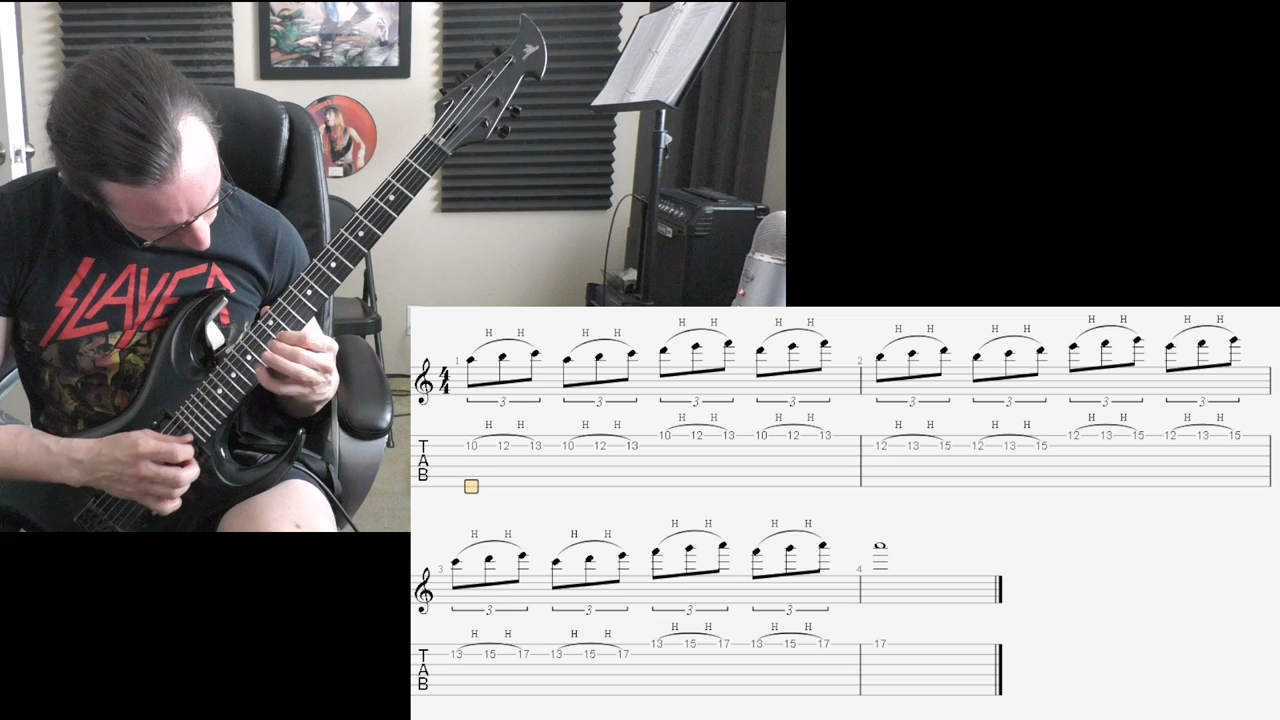 SLAYER
H H H H H H H H H H H H H H H H
1 2
4
4
3 3 3 3 3 3 3 3
H H H H H H H H H H H H H H H H
T 10 12 13 10 12 13 10 12 13 10 12 13 12 13 15 12 13 15 12 13 15 12 13 15
A
B
H H H H H H H H
3 4
3 3 3 3
H H H H H H H H
T 13 15 17 13 15 17 13 15 17 13 15 17 17
A
B